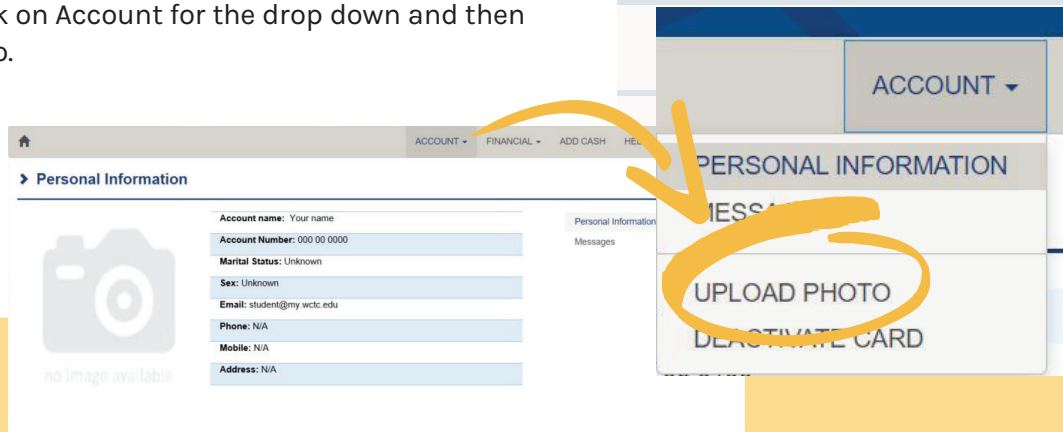 on Account for the drop down and then
ACCOUNT
PERSONAL INFORMATION
UPLOAD PHOTO
DEACTIVATE CARD
ACCOUNT FINANCIAL ADD CASH
Personal Information
Account name: Your name
Account Number: 000 00 0000
Marital Status: Unknown
Sex: Unknown
Email: student@my.wctc.edu
Phone: N/A
Mobile: N/A
Address: N/A
Personal Information
Messages
no image available